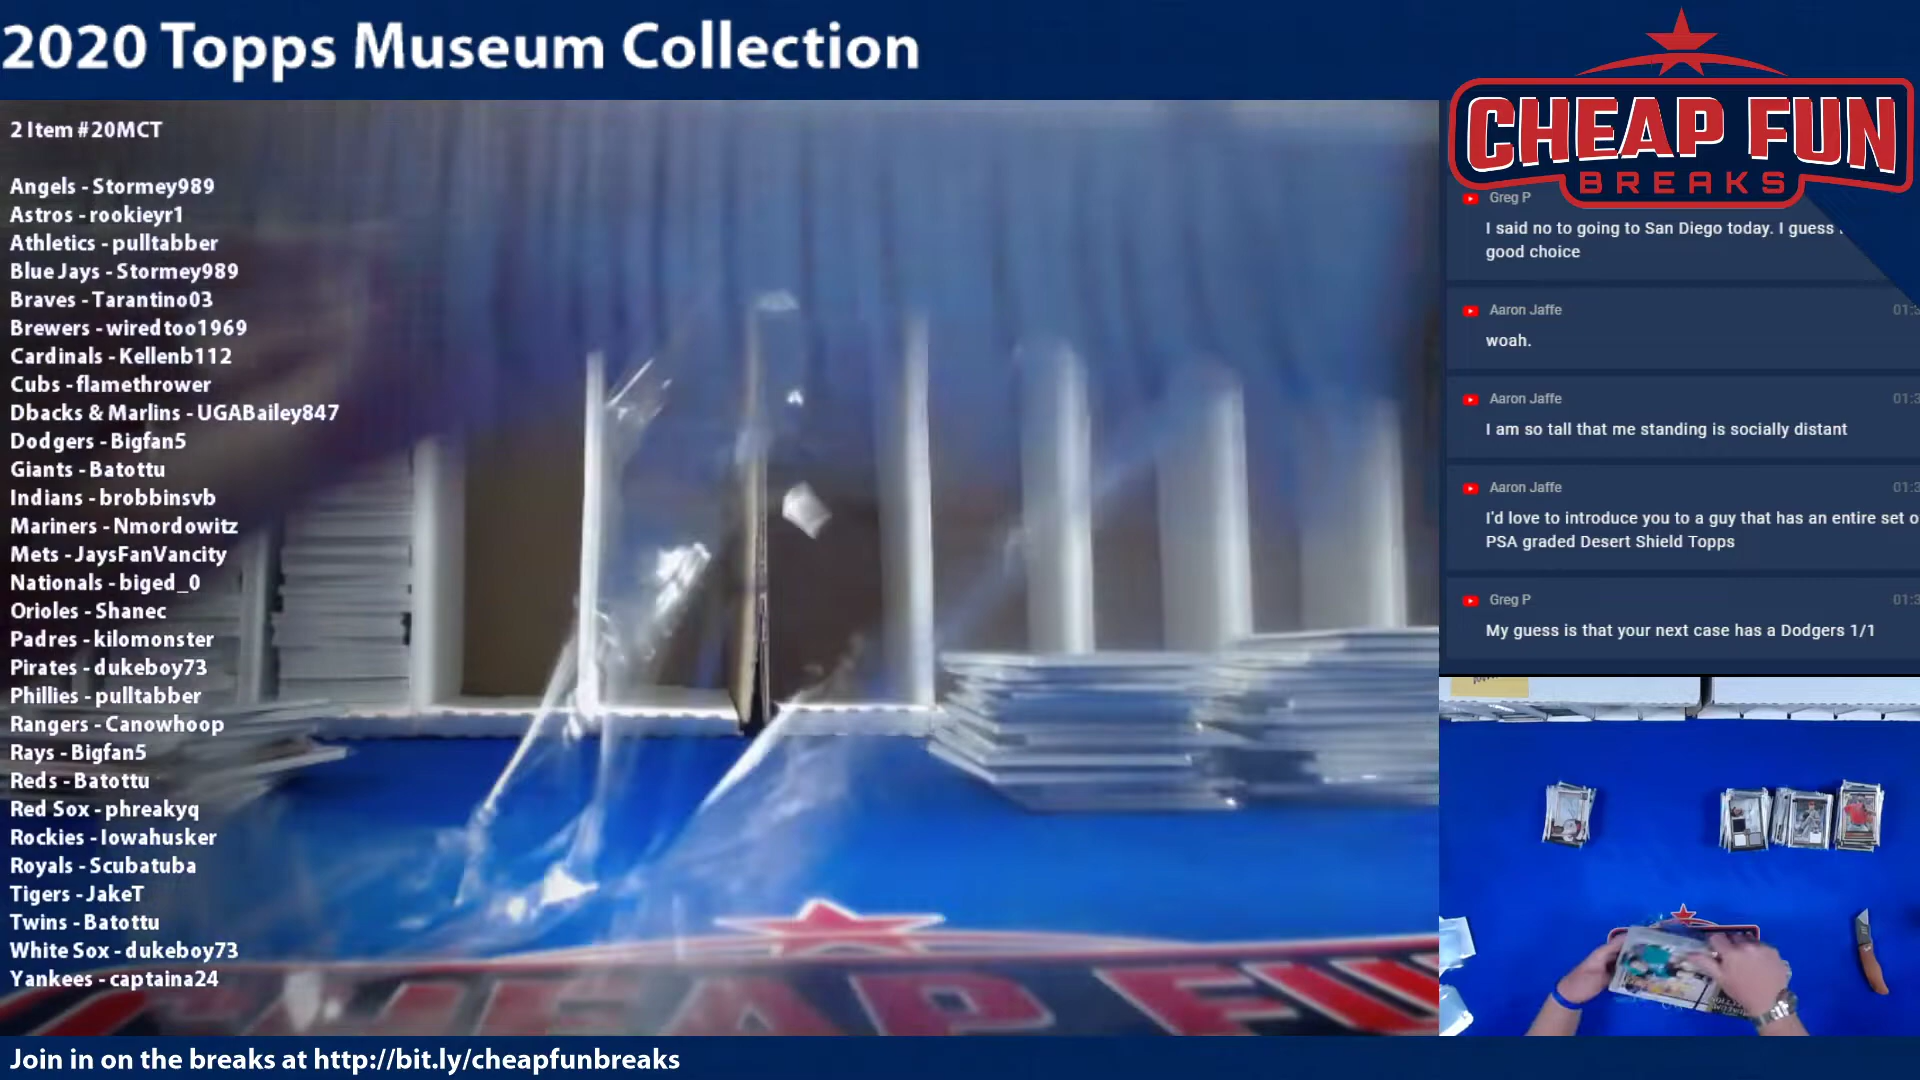 2020 Topps Museum Collection
CHEAP FUN
BREAKS
2 Item #20MCT
Angels - Stormey989
Astros - rookieyr1
Athletics - pulltabber
Blue Jays - Stormey989
Braves - Tarantino03
Brewers - wiredtoo1969
Cardinals - Kellenb112
Cubs - flamethrower
Dbacks & Marlins - UGABailey847
Dodgers - Bigfan5
Giants - Batottu
Indians - brobbinsvb
Mariners - Nmordowitz
Mets - JaysFanVancity
Nationals - biged_0
Orioles - Shanec
Padres - kilomonster
Pirates - dukeboy73
Phillies - pulltabber
Rangers - Canowhoop
Rays - Bigfan5
Reds - Batottu
Red Sox - phreakyq
Rockies - Iowahusker
Royals - Scubatuba
Tigers - JakeT
Twins - Batottu
White Sox - dukeboy73
Yankees - captaina24
Greg P
I said no to going to San Diego today. I guess
good choice
Aaron Jaffe
woah.
Aaron Jaffe
I am so tall that me standing is socially distant
Aaron Jaffe
I'd love to introduce you to a guy that has an entire set
PSA graded Desert Shield Topps
Greg P
My guess is that your next case has a Dodgers 1/1
CHEAP FU
Join in on the breaks at http://bit.ly/cheapfunbreaks